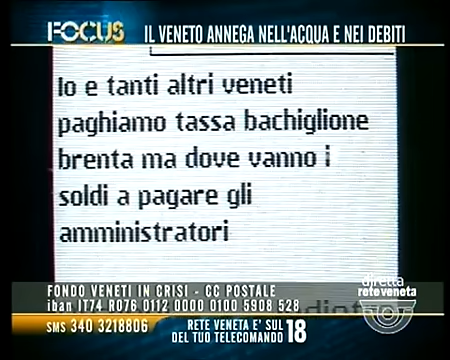 FOCUS
IL VENETO ANNEGA NELL'ACQUA E NEI DEBITI
Io e tanti altri veneti
paghiamo tassa bachiglione
brenta ma dove vanno i
soldi a pagare gli
amministratori
FONDO VENETI IN CRISI - CC POSTALE
iban IT74 R076 0112 0000 0100 5908 528
diretta
reteveneta
SMS 340 3218806
RETE VENETA E' SUL
DEL TUO TELECOMANDO 18